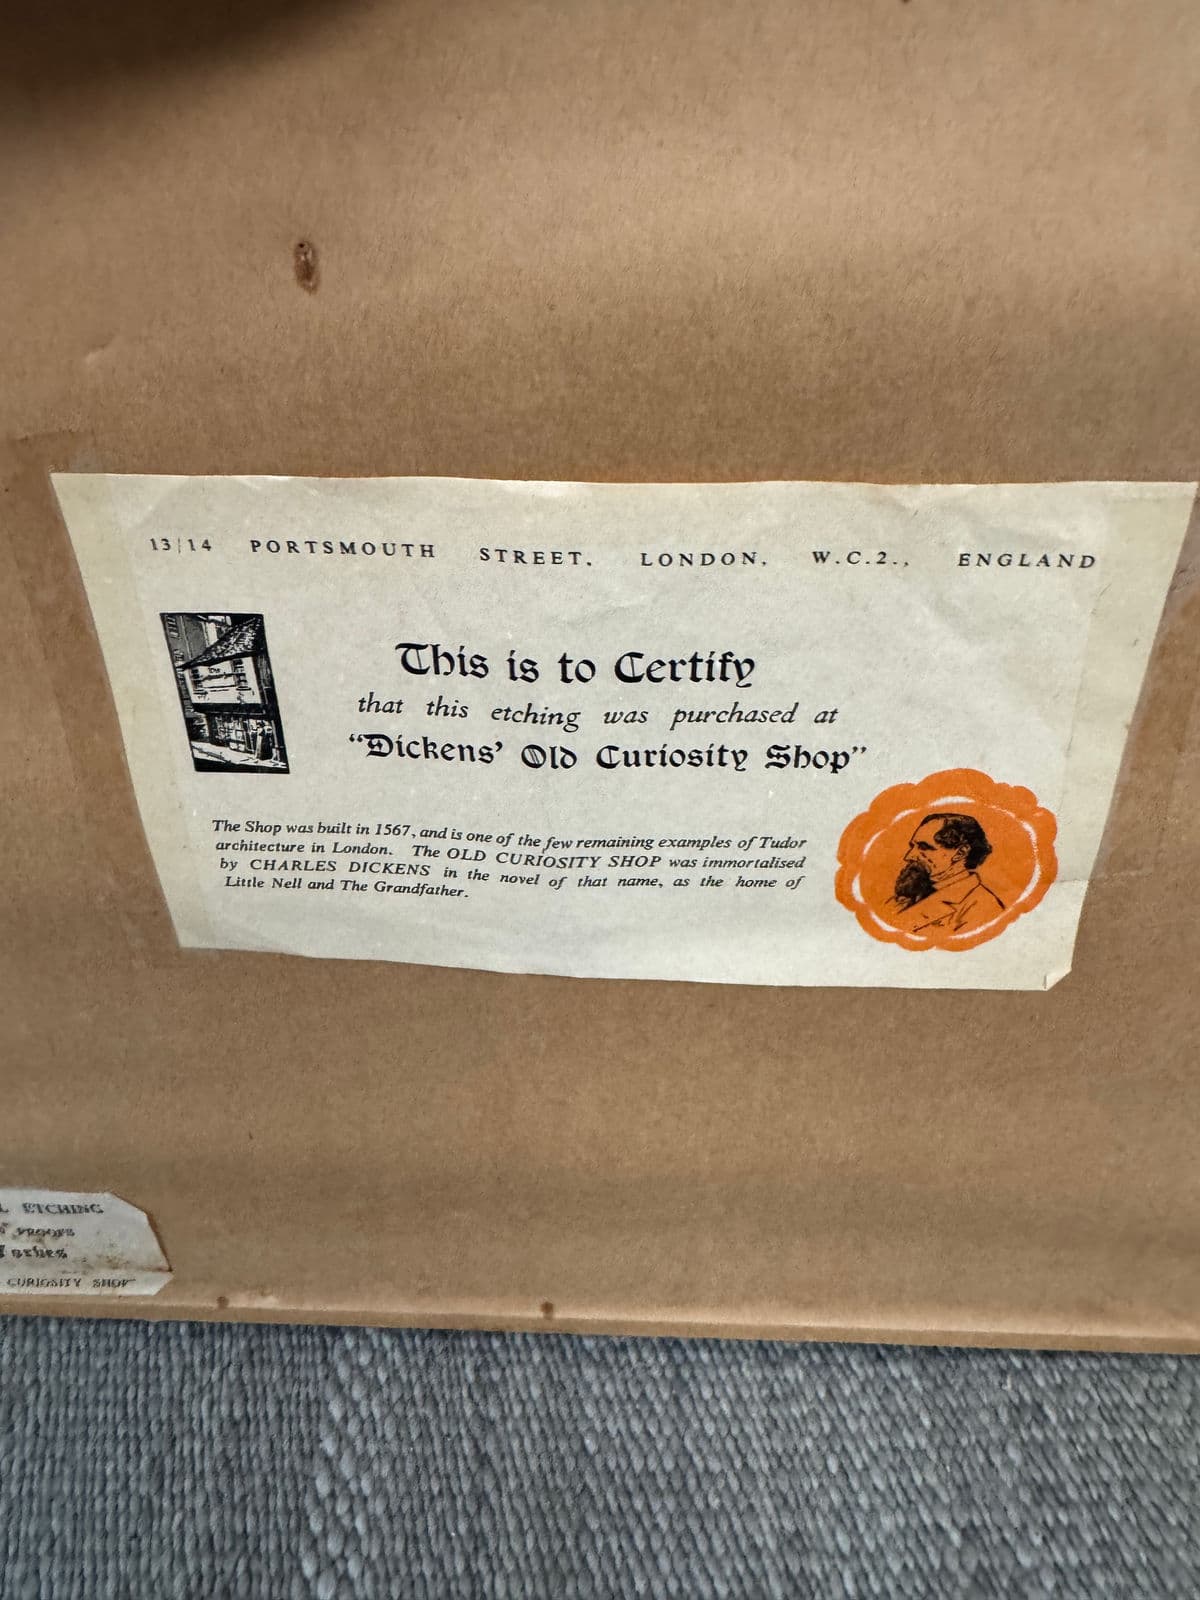 13/14 PORTSMOUTH STREET, LONDON, W.C.2., ENGLAND
This is to Certify
that this etching was purchased at
"Dickens' Old Curiosity Shop"
The Shop was built in 1567, and is one of the few remaining examples of Tudor
architecture in London. The OLD CURIOSITY SHOP was immortalised
by CHARLES DICKENS in the novel of that name, as the home of
Little Nell and The Grandfather.
ETCHING
PROOFS
CURIOSITY SHOP"